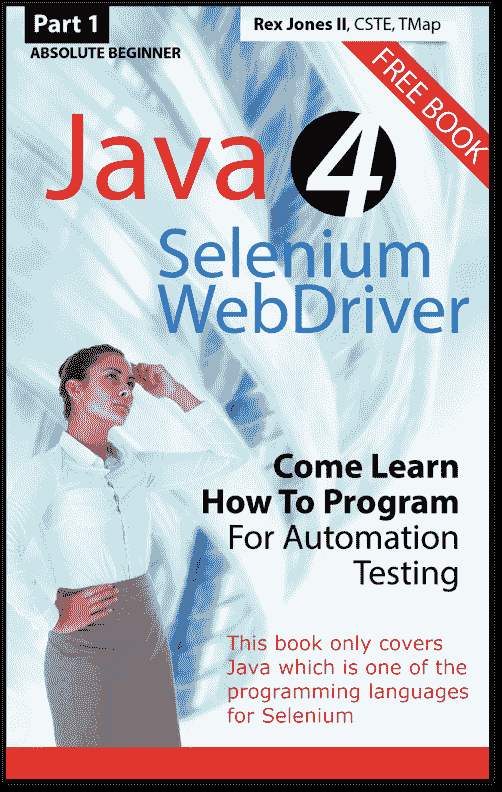 Part 1
ABSOLUTE BEGINNER
Rex Jones II, CSTE, TMap
FREE BOOK
Java 4
Selenium
WebDriver
Come Learn
How To Program
For Automation
Testing
This book only covers
Java which is one of the
programming languages
for Selenium